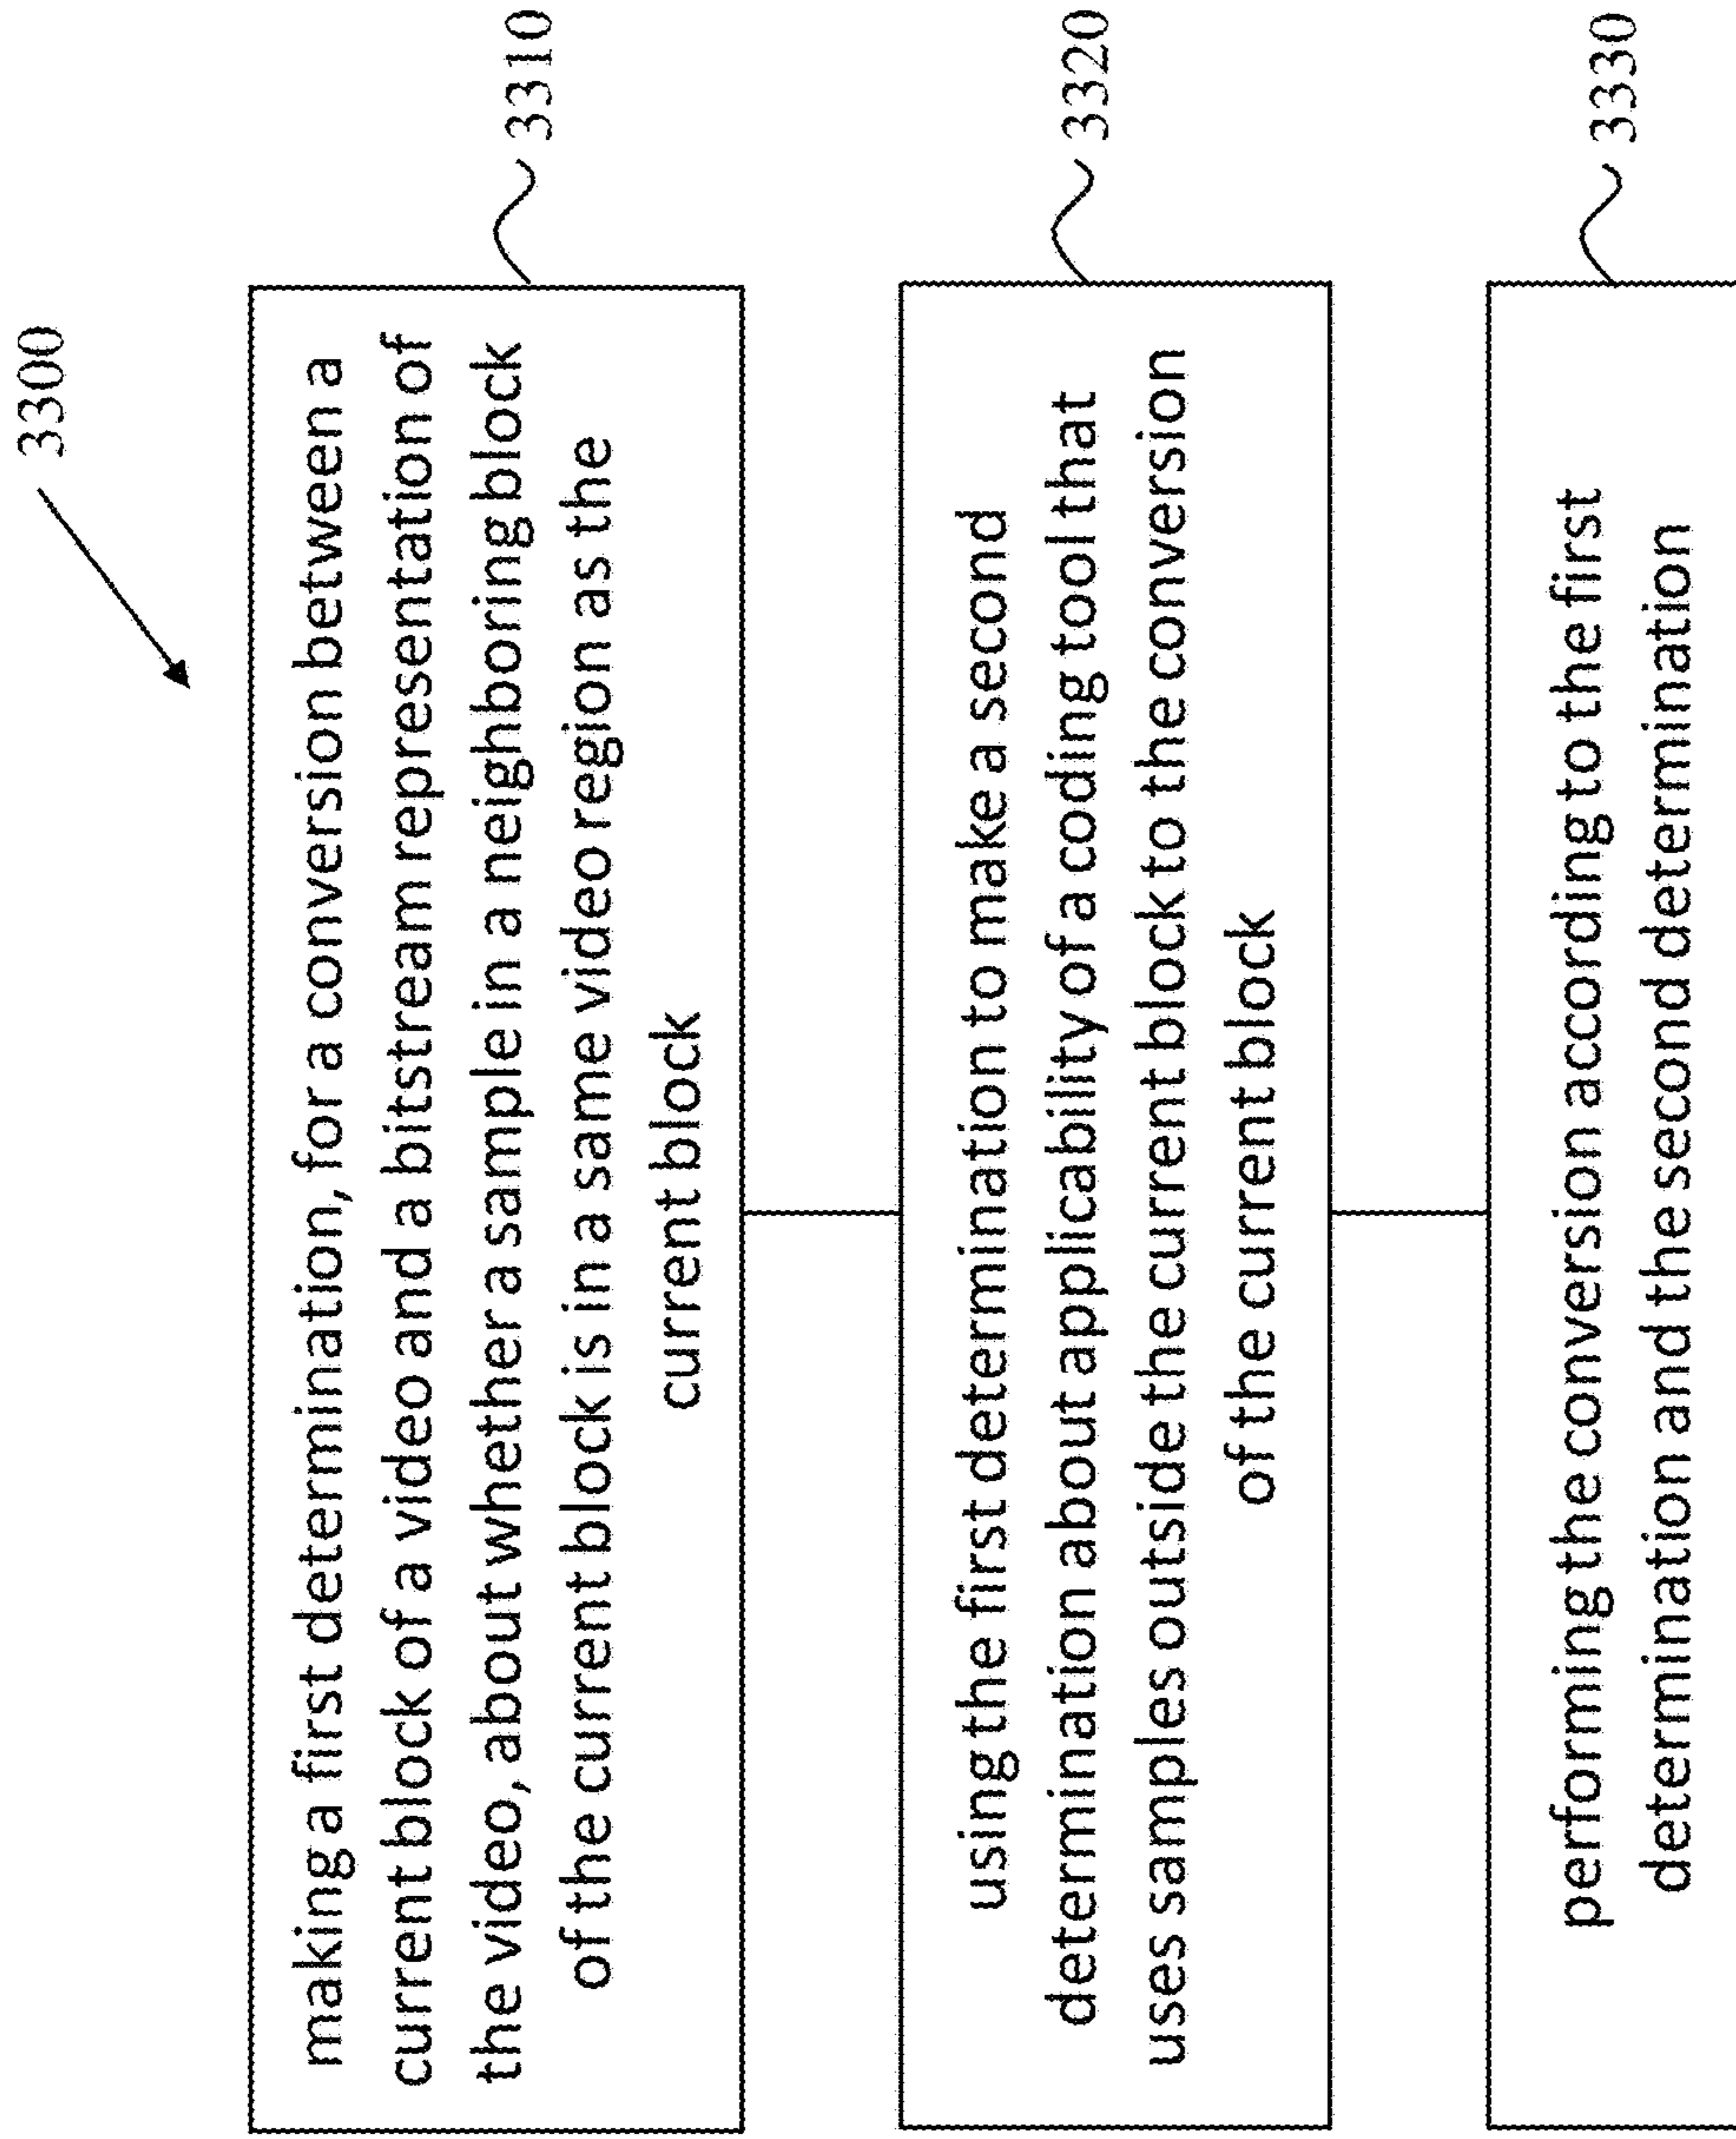 3300
making a first determination, for a conversion between a
current block of a video and a bitstream representation of
the video, about whether a sample in a neighboring block
of the current block is in a same video region as the
current block
3310
using the first determination to make a second
determination about applicability of a coding tool that
uses samples outside the current block to the conversion
of the current block
3320
performing the conversion according to the first
determination and the second determination
3330